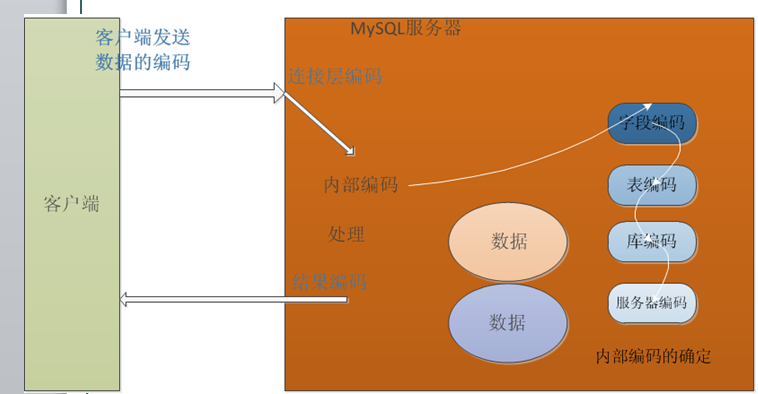 MySQL服务器
客户端发送
数据的编码
连接层编码
字段编码
内部编码
表编码
客户端
处理
数据
库编码
结果编码
数据
服务器编码
内部编码的确定